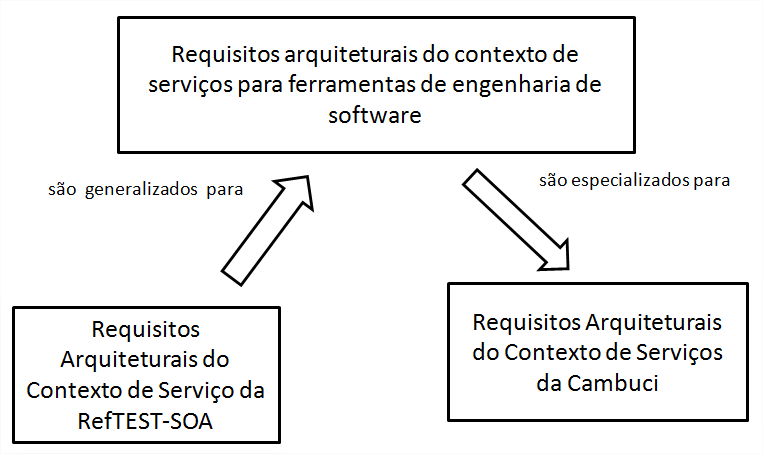 Requisitos arquiteturais do contexto de
serviços para ferramentas de engenharia de
software
são generalizados para
são especializados para
Requisitos
Arquiteturais do
Contexto de Serviço da
RefTEST-SOA
Requisitos Arquiteturais
do Contexto de Serviços
da Cambuci